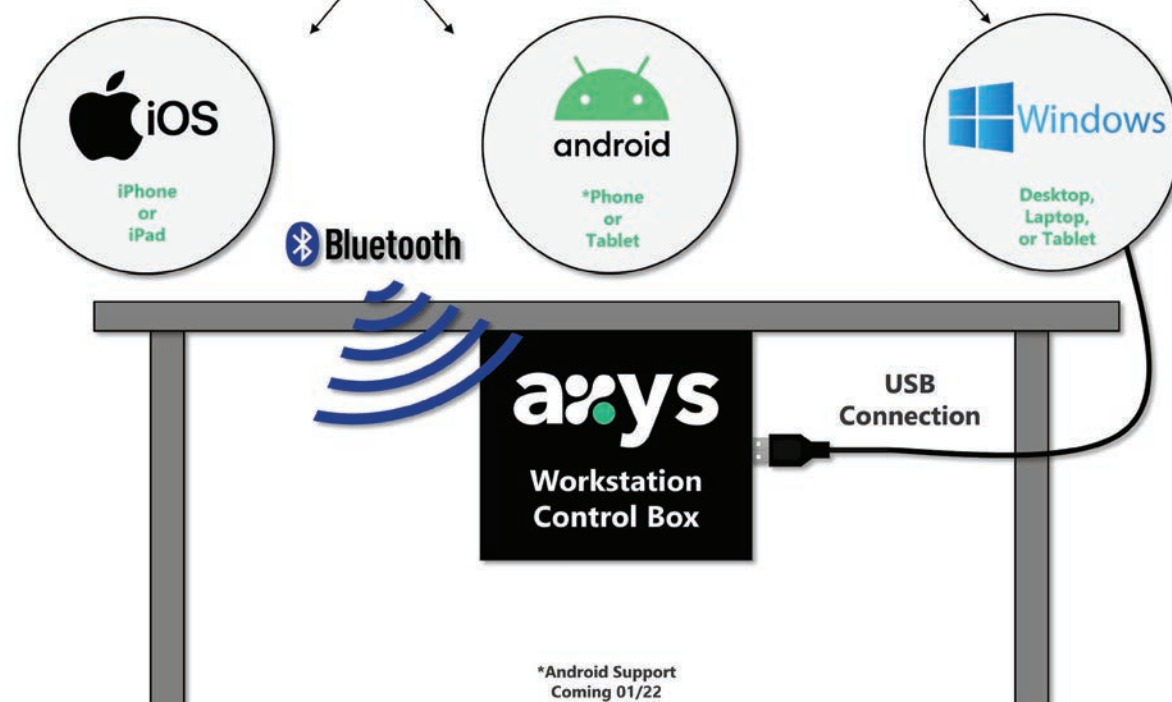 iOS
iPhone
or
iPad
android
*Phone
or
Tablet
Windows
Desktop,
Laptop,
or Tablet
Bluetooth
axys
Workstation
Control Box
USB
Connection
*Android Support
Coming 01/22